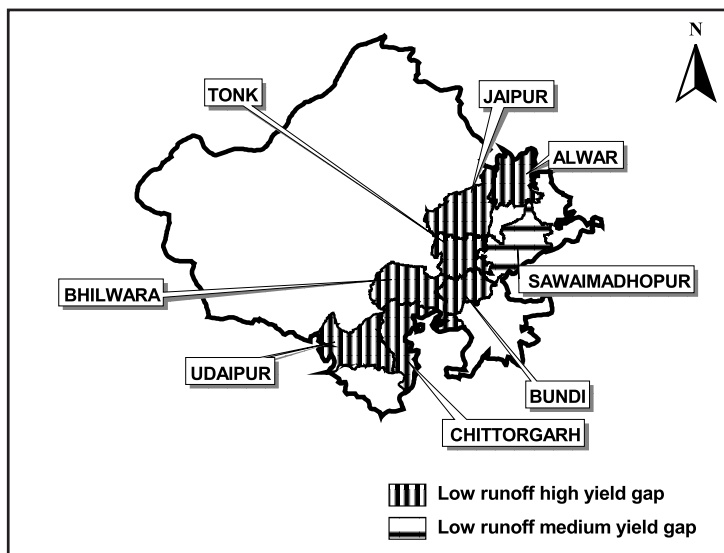 N
TONK
JAIPUR
ALWAR
SAWAIMADHOPUR
BHILWARA
UDAIPUR
BUNDI
CHITTORGARH
Low runoff high yield gap
Low runoff medium yield gap